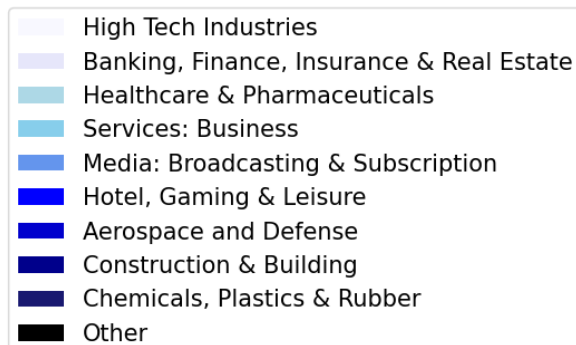 High Tech Industries
Banking, Finance, Insurance & Real Estate
Healthcare & Pharmaceuticals
Services: Business
Media: Broadcasting & Subscription
Hotel, Gaming & Leisure
Aerospace and Defense
Construction & Building
Chemicals, Plastics & Rubber
Other